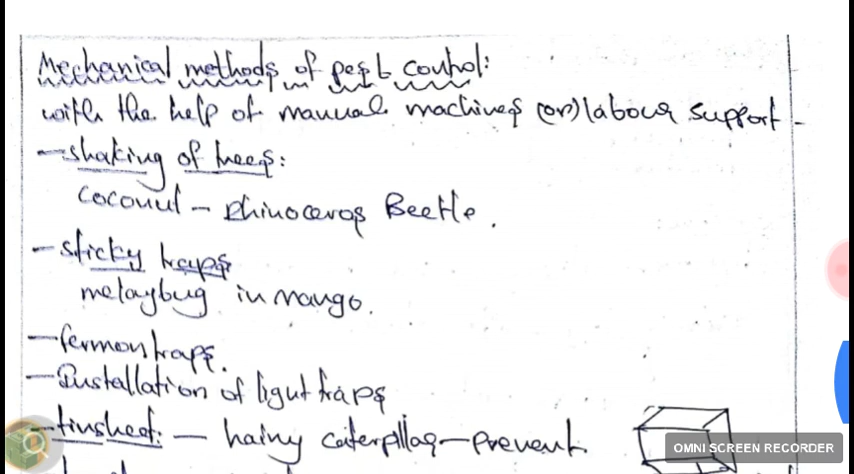 Mechanical methods of pest control:
with the help of manual machines (or) labour support -
- shaking of trees:
coconut - Rhinoceros Beetle.
- sticky traps
melaybug in mango.
- fermon traps.
- Installation of ligut traps
- tinsheet: - hairy caterpillar - prevent
OMNI SCREEN RECORDER